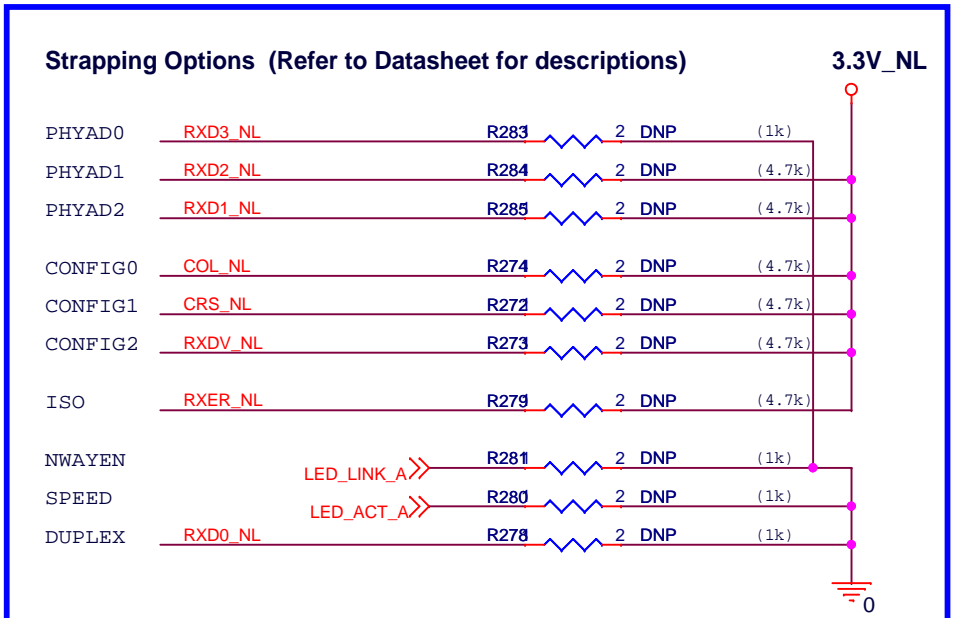 Strapping Options (Refer to Datasheet for descriptions) 3.3V_NL
PHYAD0 RXD3_NL R283 1 2 DNP (1k)
PHYAD1 RXD2_NL R284 1 2 DNP (4.7k)
PHYAD2 RXD1_NL R285 1 2 DNP (4.7k)
CONFIG0 COL_NL R274 1 2 DNP (4.7k)
CONFIG1 CRS_NL R272 1 2 DNP (4.7k)
CONFIG2 RXDV_NL R273 1 2 DNP (4.7k)
ISO RXER_NL R279 1 2 DNP (4.7k)
NWAYEN LED_LINK_A R281 1 2 DNP (1k)
SPEED LED_ACT_A R280 1 2 DNP (1k)
DUPLEX RXD0_NL R278 1 2 DNP (1k)
0